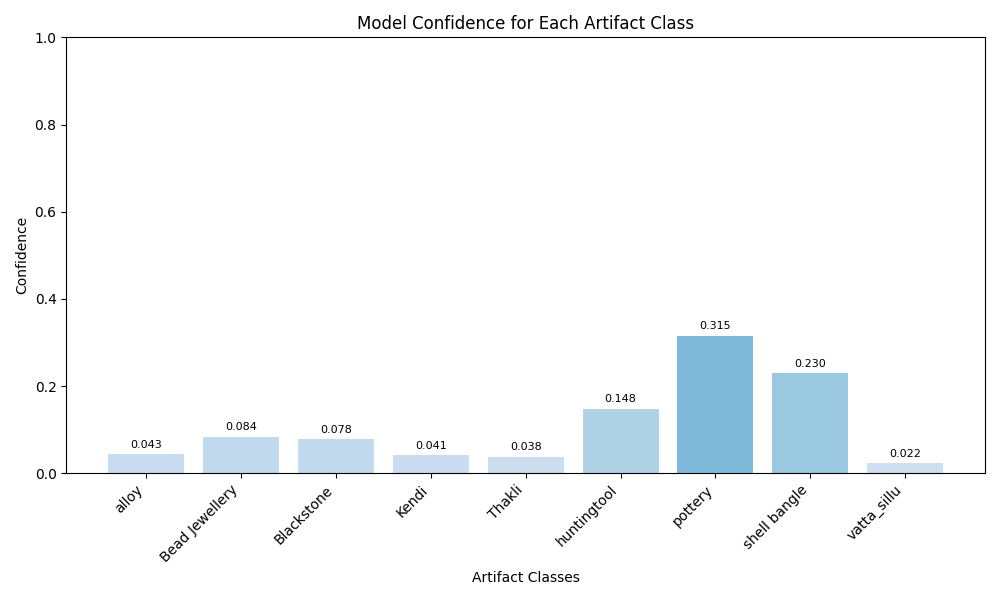 Model Confidence for Each Artifact Class
1.0
0.8
0.6
0.4
0.2
0.0
Confidence
0.043
0.084
0.078
0.041
0.038
0.148
0.315
0.230
0.022
alloy
Bead Jewellery
Blackstone
Kendi
Thakli
huntingtool
pottery
shell bangle
vatta_sillu
Artifact Classes